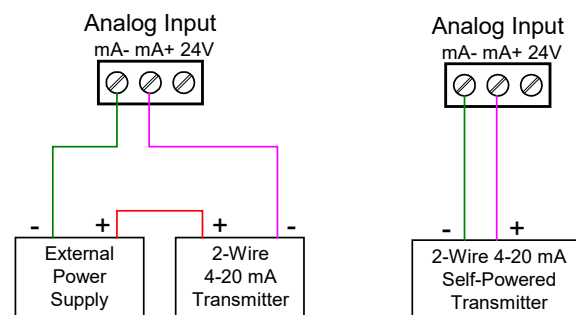 Analog Input
mA- mA+ 24V
- + + -
External
Power
Supply
2-Wire
4-20 mA
Transmitter
Analog Input
mA- mA+ 24V
- +
2-Wire 4-20 mA
Self-Powered
Transmitter